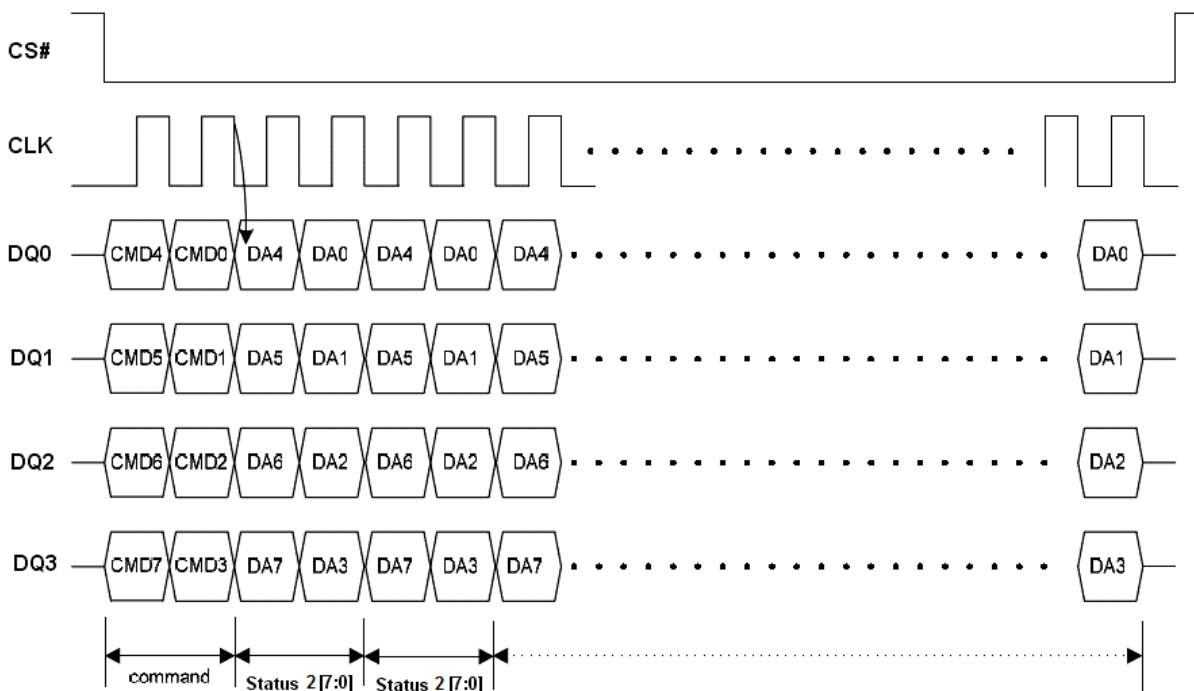 CS#
CLK
DQ0 CMD4 CMD0 DA4 DA0 DA4 DA0 DA4 DA0
DQ1 CMD5 CMD1 DA5 DA1 DA5 DA1 DA5 DA1
DQ2 CMD6 CMD2 DA6 DA2 DA6 DA2 DA6 DA2
DQ3 CMD7 CMD3 DA7 DA3 DA7 DA3 DA7 DA3
command Status 2 [7:0] Status 2 [7:0]